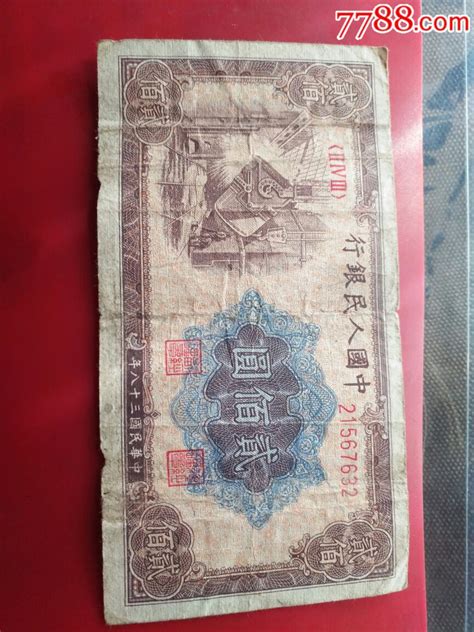 7788.com
貳佰
佰貳
〈ⅢⅣⅡ〉
中國人民銀行
21567632
貳佰圓
中華民國三十八年
貳佰
佰貳